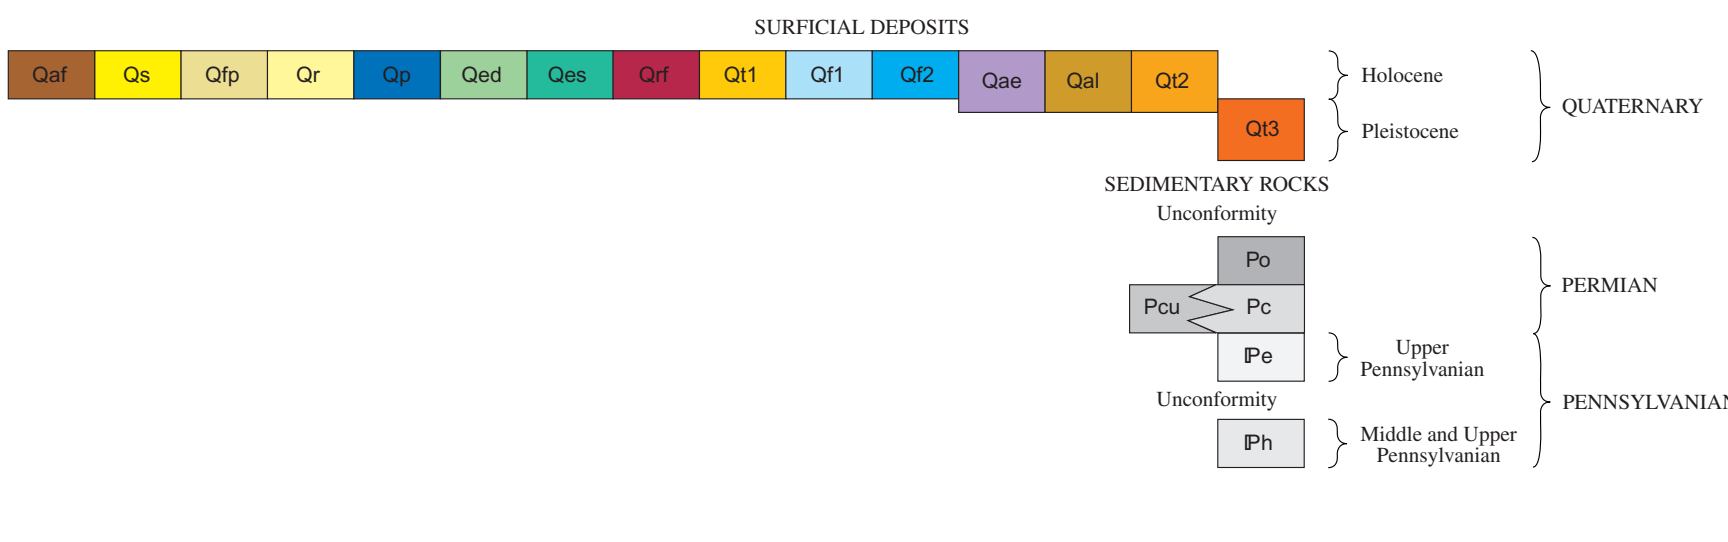 SURFICIAL DEPOSITS
Qaf Qs Qfp Qr Qp Qed Qes Qrf Qt1 Qf1 Qf2 Qae Qal Qt2
Holocene
QUATERNARY
Qt3
Pleistocene
SEDIMENTARY ROCKS
Unconformity
Po
PERMIAN
Pcu Pc
ℙe
Upper
Pennsylvanian
Unconformity
PENNSYLVANIAN
ℙh
Middle and Upper
Pennsylvanian